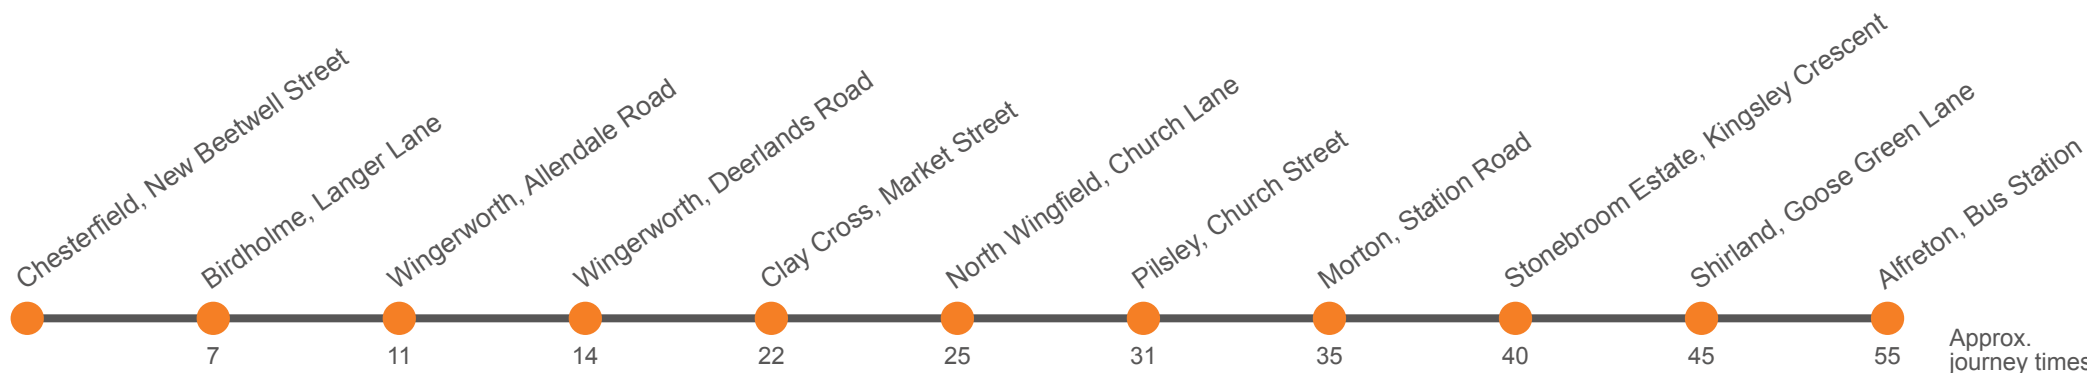 Chesterfield, New Beetwell Street
Birdholme, Langer Lane
Wingerworth, Allendale Road
Wingerworth, Deerlands Road
Clay Cross, Market Street
North Wingfield, Church Lane
Pilsley, Church Street
Morton, Station Road
Stonebroom Estate, Kingsley Crescent
Shirland, Goose Green Lane
Alfreton, Bus Station
7
11
14
22
25
31
35
40
45
55
Approx.
journey times